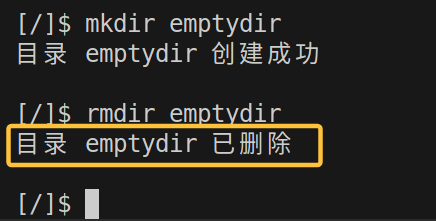 [/]$ mkdir emptydir
目录 emptydir 创建成功
[/]$ rmdir emptydir
目录 emptydir 已删除
[/]$